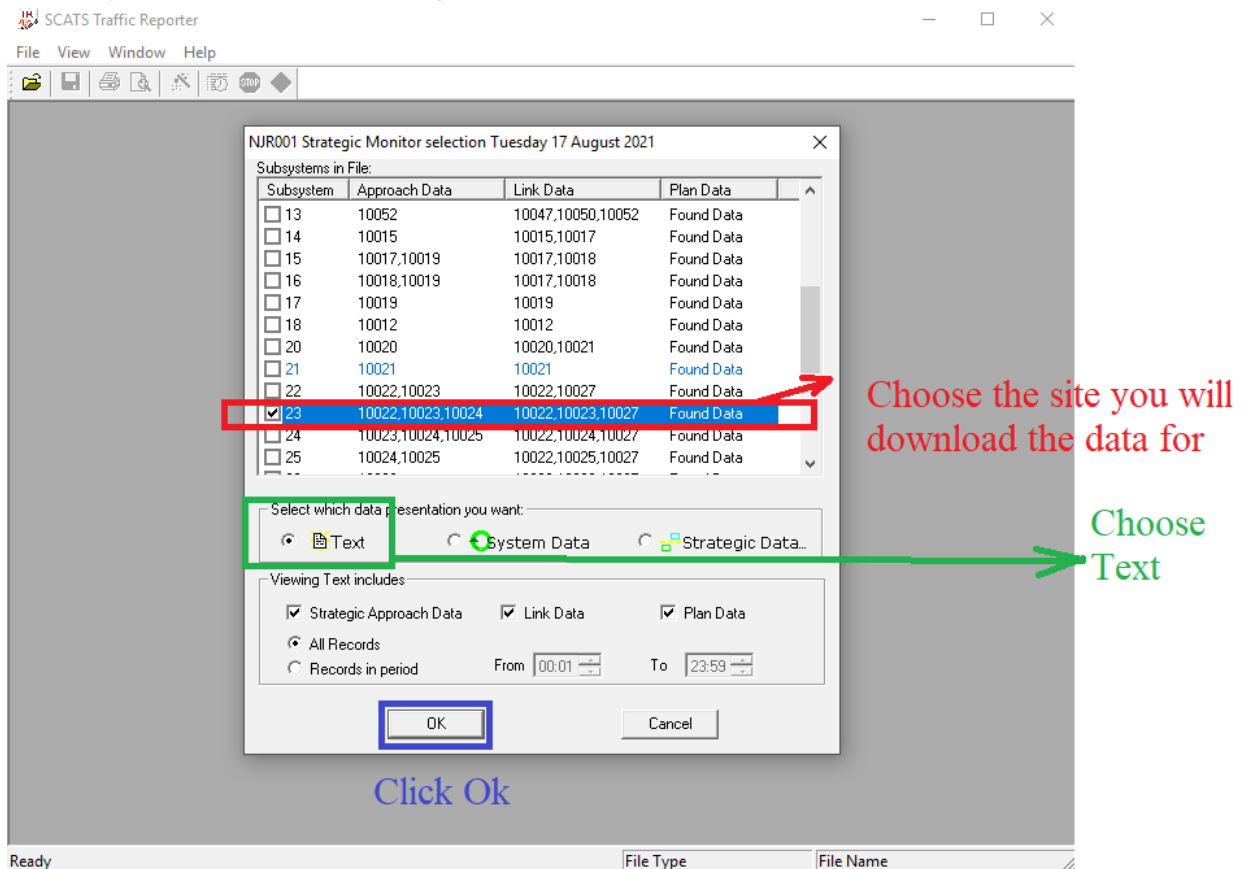 SCATS Traffic Reporter
File View Window Help
STOP
NJR001 Strategic Monitor selection Tuesday 17 August 2021
Subsystems in File:
Subsystem Approach Data Link Data Plan Data
13 10052 10047,10050,10052 Found Data
14 10015 10015,10017 Found Data
15 10017,10019 10017,10018 Found Data
16 10018,10019 10017,10018 Found Data
17 10019 10019 Found Data
18 10012 10012 Found Data
20 10020 10020,10021 Found Data
21 10021 10021 Found Data
22 10022,10023 10022,10027 Found Data
23 10022,10023,10024 10022,10023,10027 Found Data
24 10023,10024,10025 10022,10024,10027 Found Data
25 10024,10025 10022,10025,10027 Found Data
Choose the site you will
download the data for
Select which data presentation you want:
Text System Data Strategic Data...
Choose
Text
Viewing Text includes
Strategic Approach Data Link Data Plan Data
All Records
Records in period From 00:01 To 23:59
OK Cancel
Click Ok
Ready File Type File Name